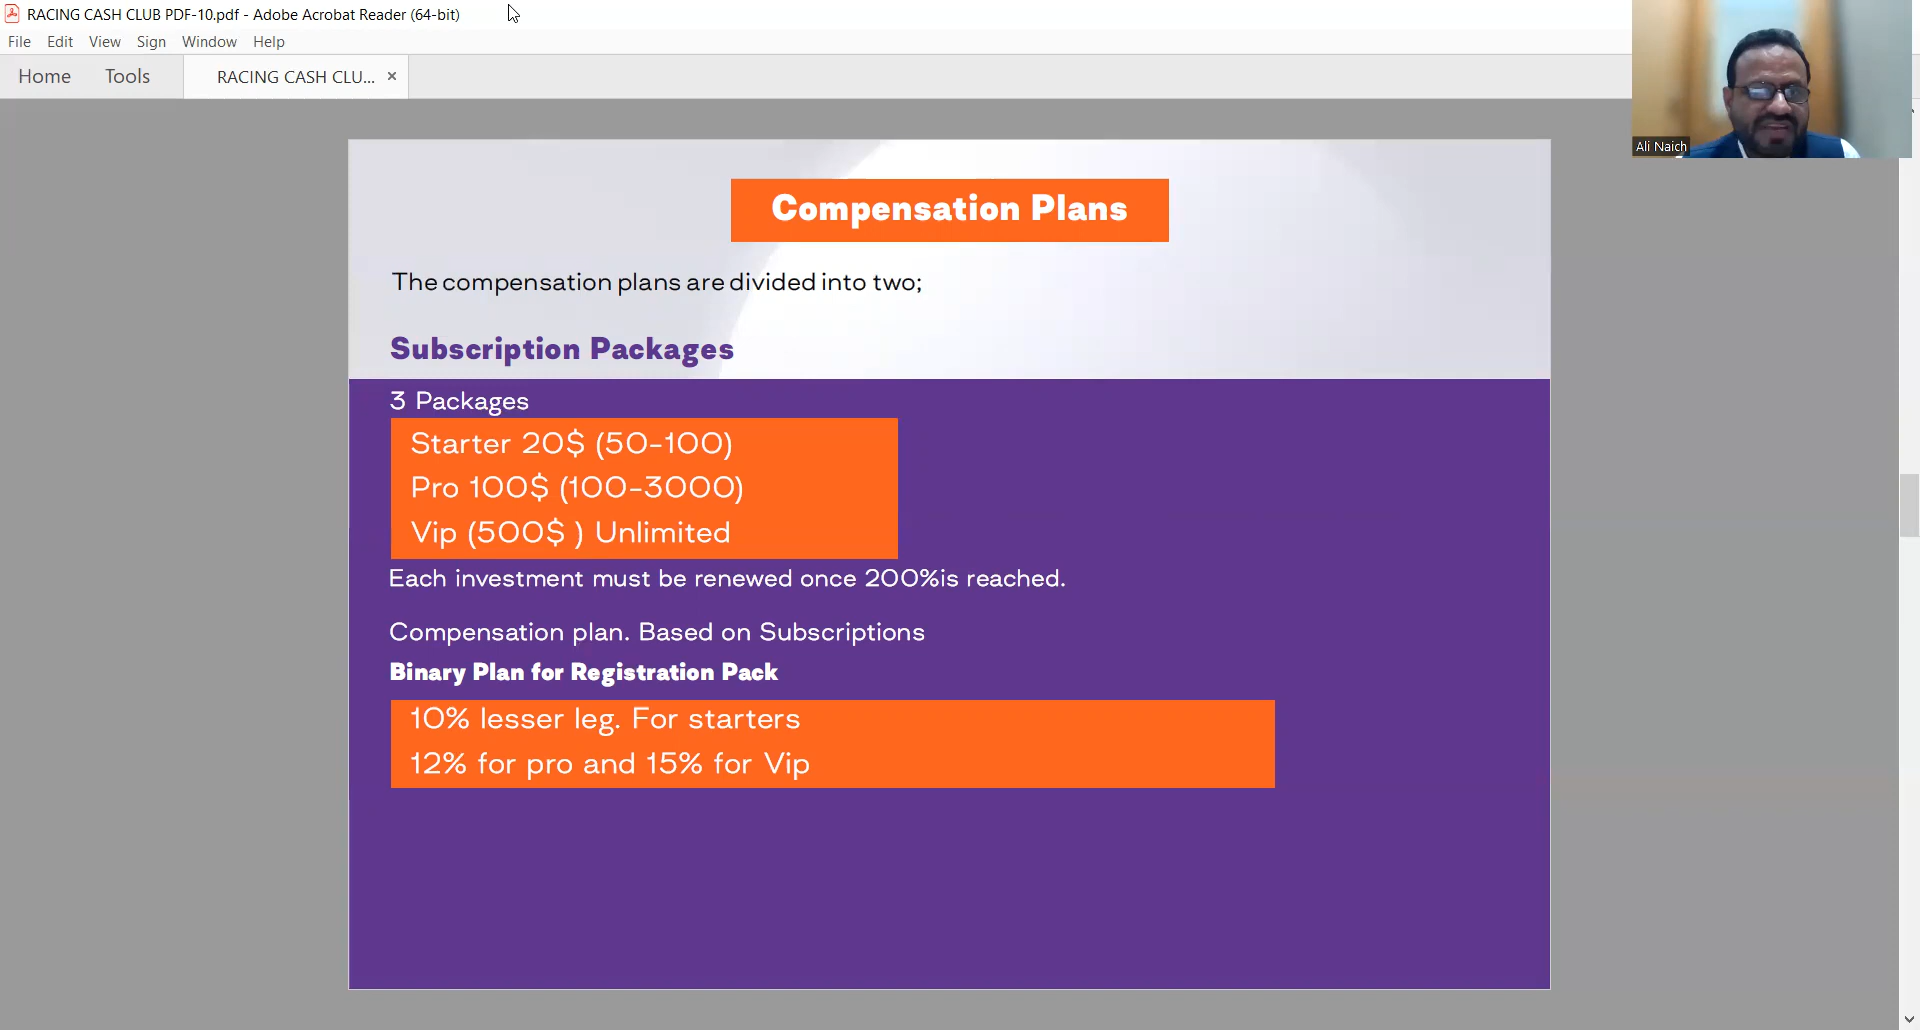 RACING CASH CLUB PDF-10.pdf - Adobe Acrobat Reader (64-bit)
File Edit View Sign Window Help
Home Tools RACING CASH CLU... ×
Ali Naich
Compensation Plans
The compensation plans are divided into two;
Subscription Packages
3 Packages
Starter 20$ (50-100)
Pro 100$ (100-3000)
Vip (500$ ) Unlimited
Each investment must be renewed once 200%is reached.
Compensation plan. Based on Subscriptions
Binary Plan for Registration Pack
10% lesser leg. For starters
12% for pro and 15% for Vip